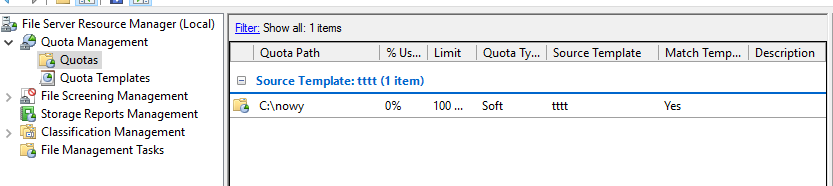 File Server Resource Manager (Local)
Quota Management
Quotas
Quota Templates
File Screening Management
Storage Reports Management
Classification Management
File Management Tasks
Filter: Show all: 1 items
Quota Path % Us... Limit Quota Ty... Source Template Match Temp... Description
Source Template: tttt (1 item)
C:\nowy 0% 100 ... Soft tttt Yes